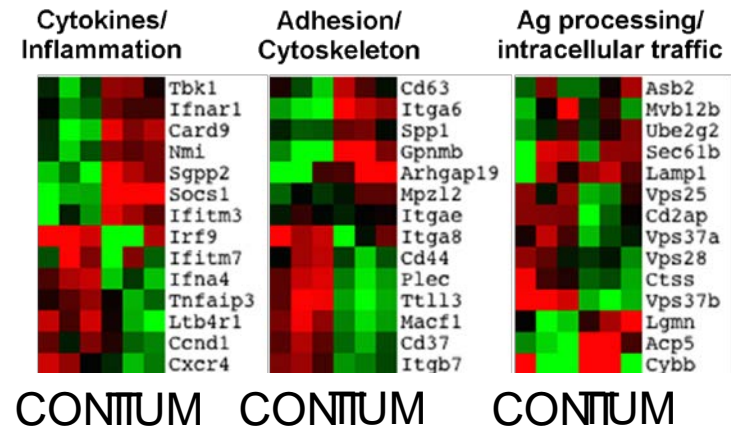 Cytokines/
Inflammation
Tbk1
Ifnar1
Card9
Nmi
Sgpp2
Socs1
Ifitm3
Irf9
Ifitm7
Ifna4
Tnfaip3
Ltb4r1
Ccnd1
Cxcr4
CONTTUM
Adhesion/
Cytoskeleton
Cd63
Itga6
Spp1
Gpnmb
Arhgap19
Mpzl2
Itgae
Itga8
Cd44
Plec
Ttll3
Macf1
Cd37
Itgb7
CONTTUM
Ag processing/
intracellular traffic
Asb2
Mvb12b
Ube2g2
Sec61b
Lamp1
Vps25
Cd2ap
Vps37a
Vps28
Ctss
Vps37b
Lgmn
Acp5
Cybb
CONTTUM